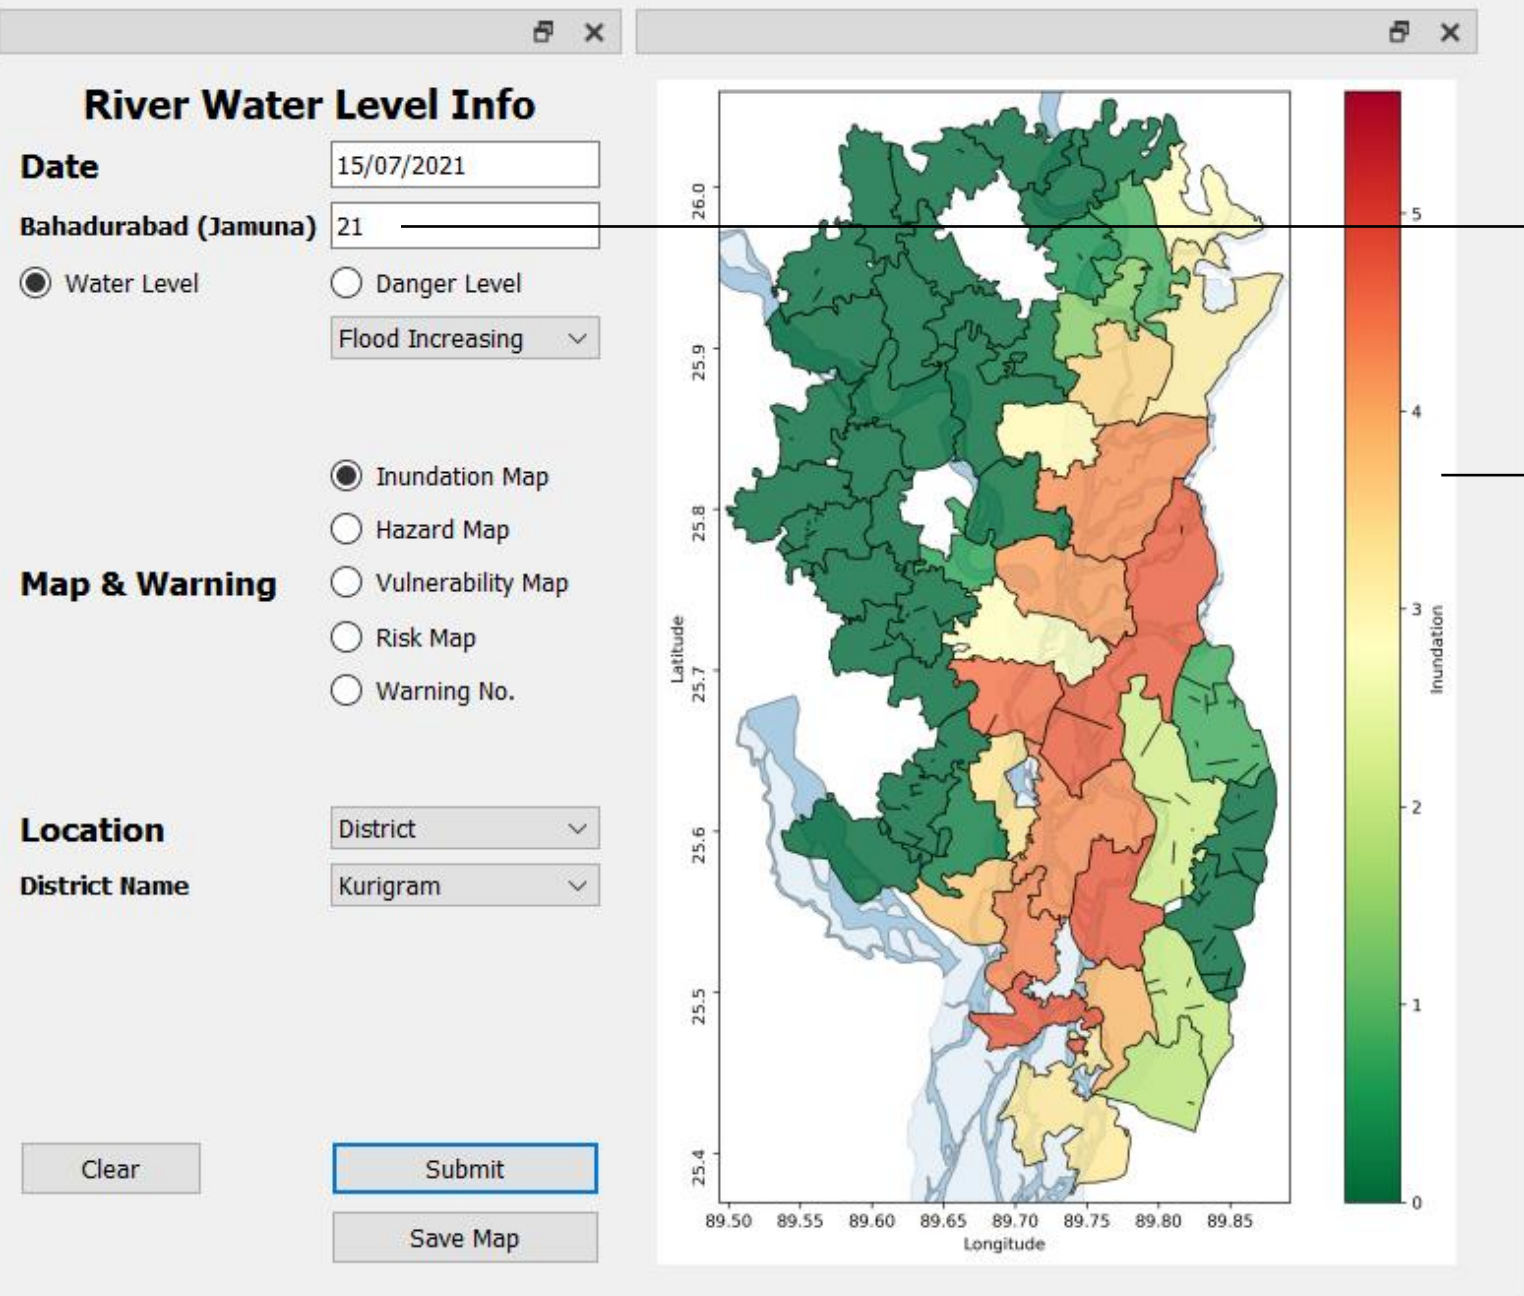 River Water Level Info
Date
15/07/2021
Bahadurabad (Jamuna)
21
Water Level
Danger Level
Flood Increasing
Map & Warning
Inundation Map
Hazard Map
Vulnerability Map
Risk Map
Warning No.
Location
District
District Name
Kurigram
Clear
Submit
Save Map
26.0
25.9
25.8
25.7
25.6
25.5
25.4
Latitude
89.50 89.55 89.60 89.65 89.70 89.75 89.80 89.85
Longitude
5
4
3
2
1
0
Inundation